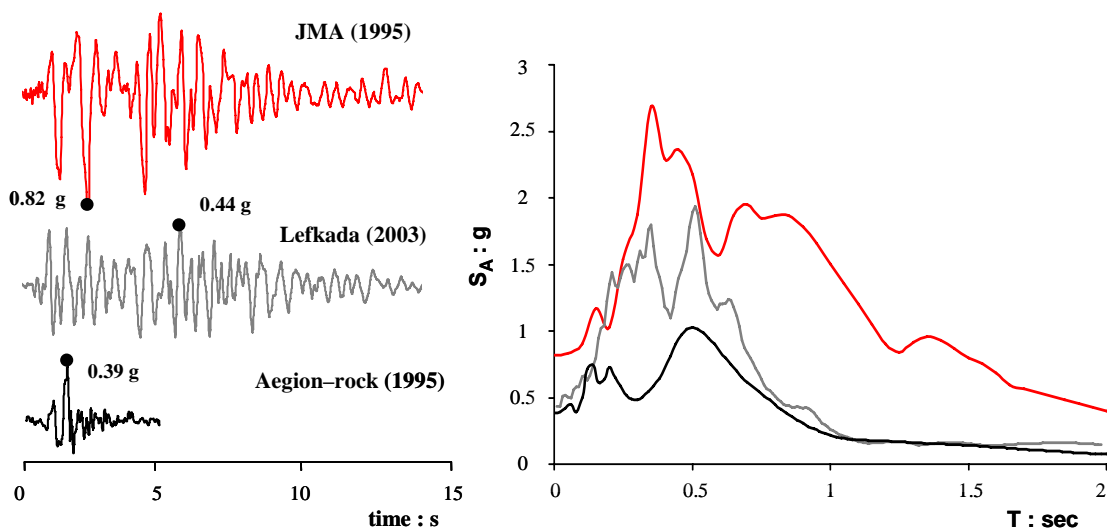 JMA (1995)
0.82 g
0.44 g
Lefkada (2003)
0.39 g
Aegion–rock (1995)
0
5
10
15
time : s
3
2.5
2
1.5
1
0.5
0
S_A : g
0
0.5
1
1.5
2
T : sec